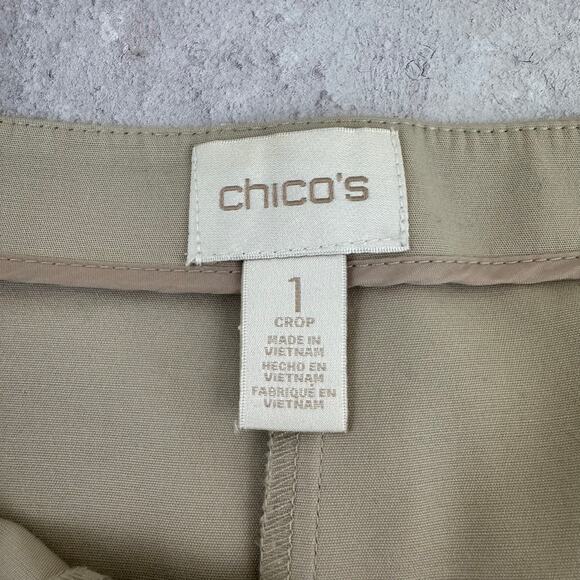 chico's
1
CROP
MADE IN
VIETNAM
HECHO EN
VIETNAM
FABRIQUÉ EN
VIETNAM